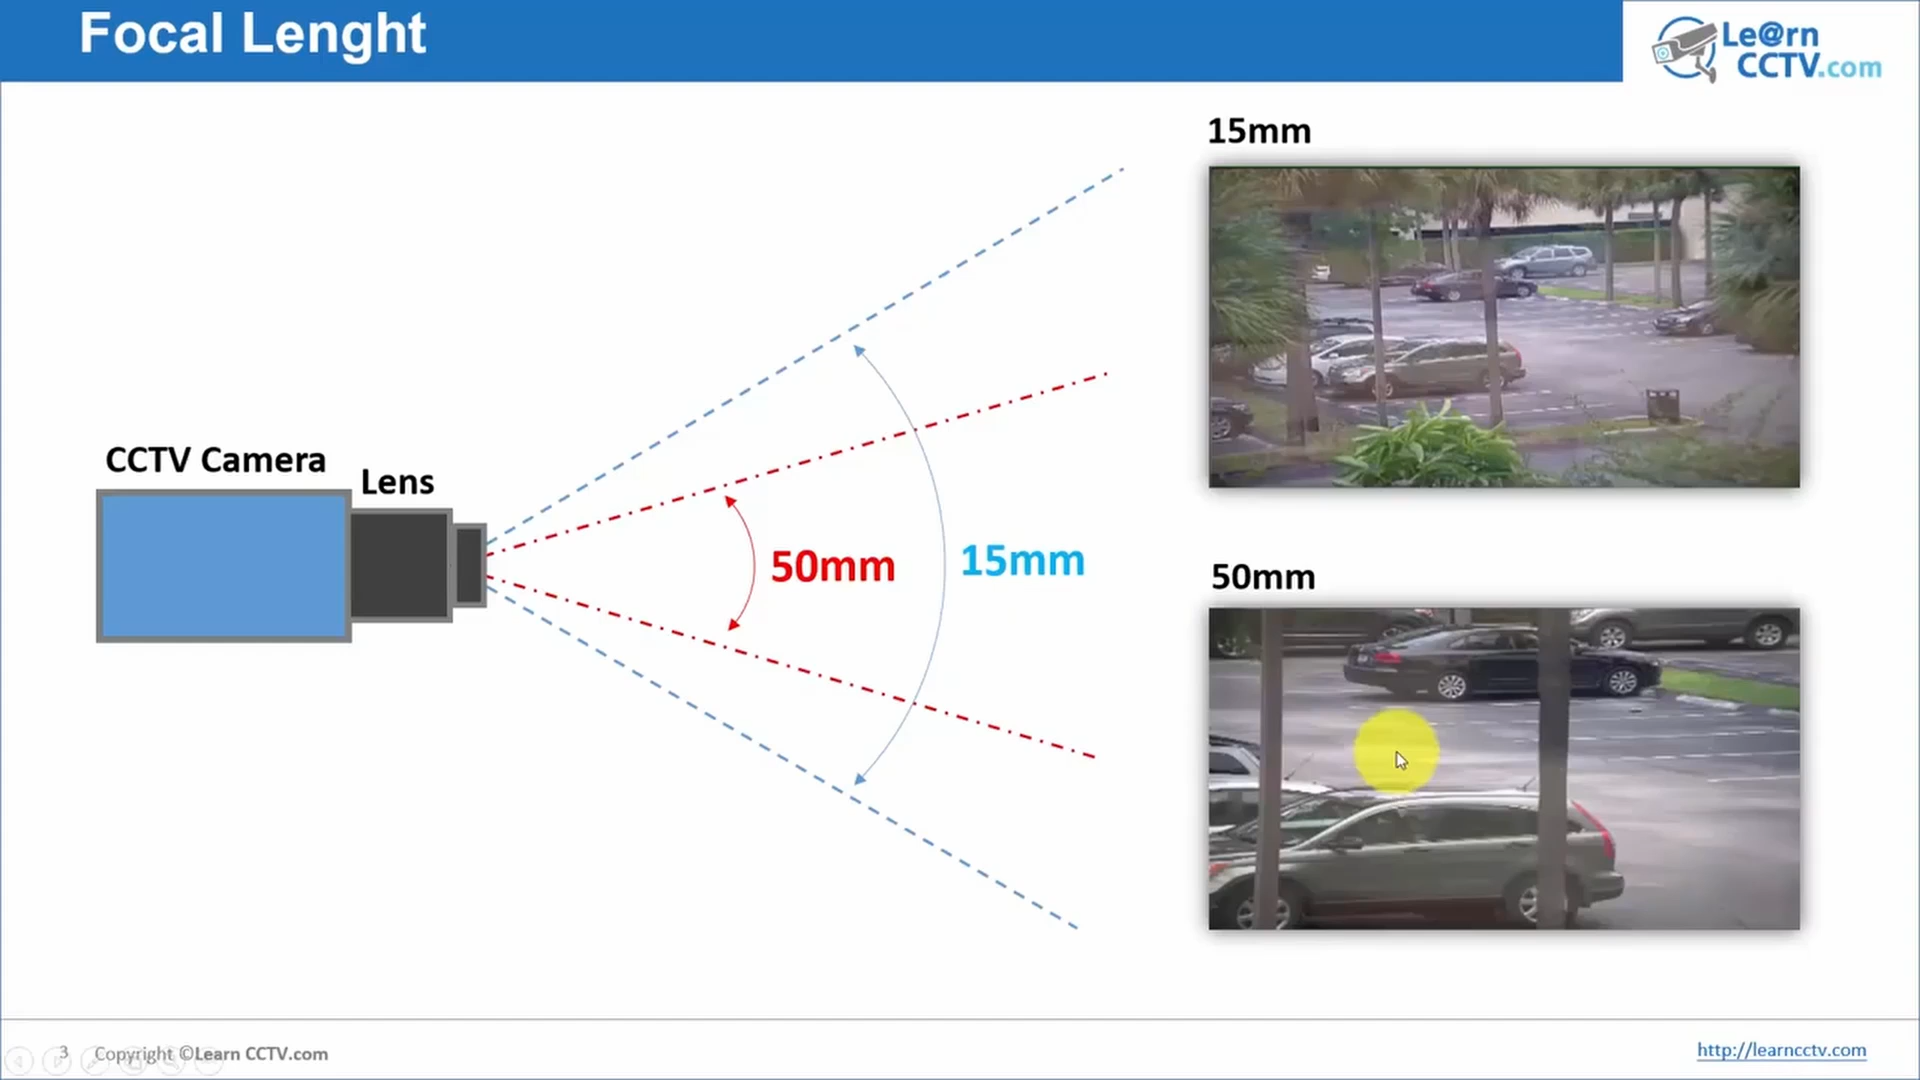 Focal Lenght
Le@rn
CCTV.com
15mm
CCTV Camera
Lens
50mm
15mm
50mm
3
Copyright ©Learn CCTV.com
http://learncctv.com